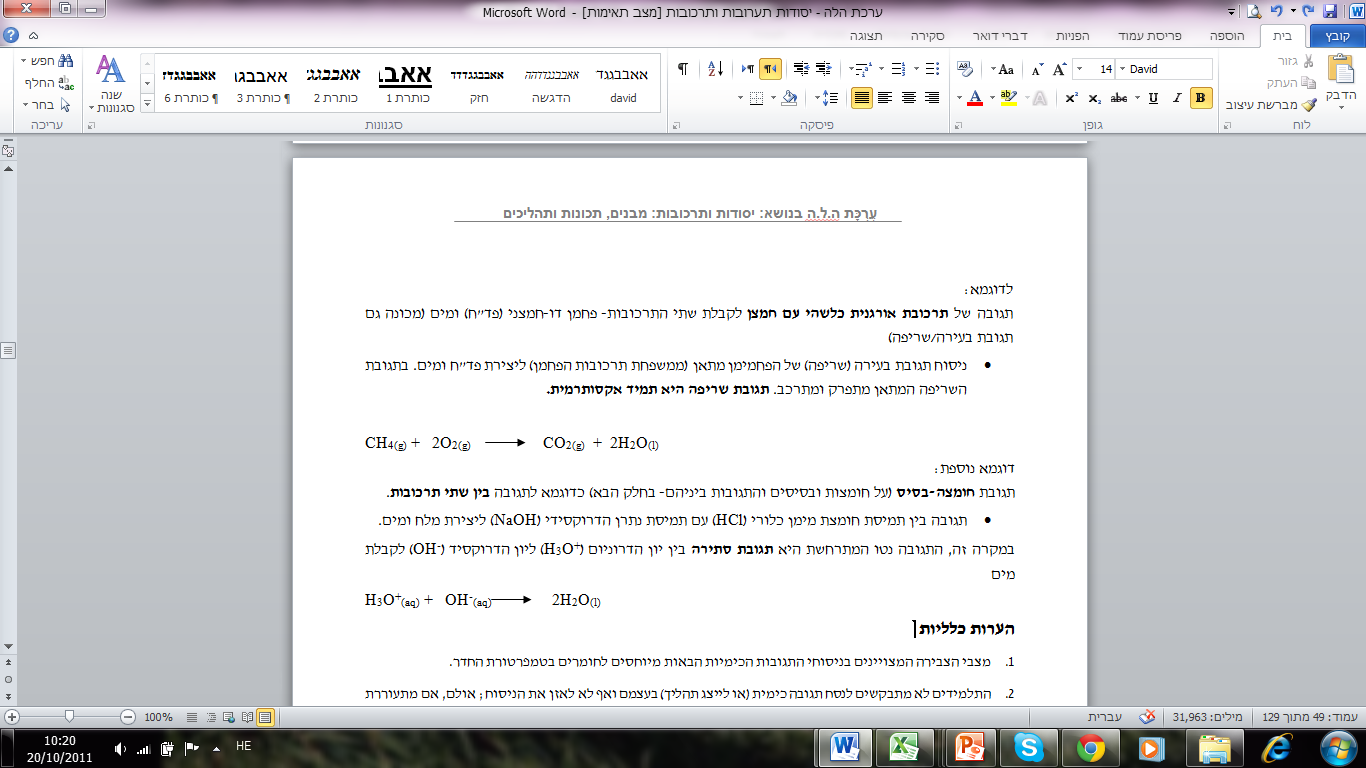 ערכת הלה - יסודות תערובות ותרכובות [מצב תאימות] - Microsoft Word
קובץ בית הוספה פריסת עמוד הפניות דברי דואר סקירה תצוגה
הדבק גזור העתק מברשת עיצוב
David 14
אאבבגגד david
אאבבגגדדהה הדגשה
אאבבגגדדד חזק
אאבב כותרת 1
אאבבגג כותרת 2
אאבבגג ¶ כותרת 3
אאבבגגדז ¶ כותרת 6
שנה סגנונות
חפש
החלף
בחר
לוח גופן פיסקה סגנונות עריכה
עֶרְכַּת ה.ל.ה בנושא: יסודות ותרכובות: מבנים, תכונות ותהליכים
לדוגמא:
תגובה של תרכובת אורגנית כלשהי עם חמצן לקבלת שתי התרכובות- פחמן דו-חמצני (פד״ח) ומים (מכונה גם
תגובת בעירה/שריפה)
• ניסוח תגובת בעירה (שריפה) של הפחמימן מתאן (ממשפחת תרכובות הפחמן) ליצירת פד״ח ומים. בתגובת
השריפה המתאן מתפרק ומתרכב. תגובת שריפה היא תמיד אקסותרמית.
CH4(g) + 2O2(g) → CO2(g) + 2H2O(l)
דוגמא נוספת:
תגובת חומצה-בסיס (על חומצות ובסיסים והתגובות ביניהם- בחלק הבא) כדוגמא לתגובה בין שתי תרכובות.
• תגובה בין תמיסת חומצת מימן כלורי (HCl) עם תמיסת נתרן הדרוקסידי (NaOH) ליצירת מלח ומים.
במקרה זה, התגובה נטו המתרחשת היא תגובת סתירה בין יון הדרוניום (H3O+) ליון הדרוקסיד (OH-) לקבלת
מים
H3O+(aq) + OH-(aq) → 2H2O(l)
הערות כלליות
1. מצבי הצבירה המצויינים בניסוחי התגובות הכימיות הבאות מיוחסים לחומרים בטמפרטורת החדר.
2. התלמידים לא מתבקשים לנסח תגובה כימית (או לייצג תהליך) בעצמם ואף לא לאזן את הניסוח; אולם, אם מתעוררת
עמוד: 49 מתוך 129 מילים: 31,963 עברית 100%
HE
10:20
20/10/2011